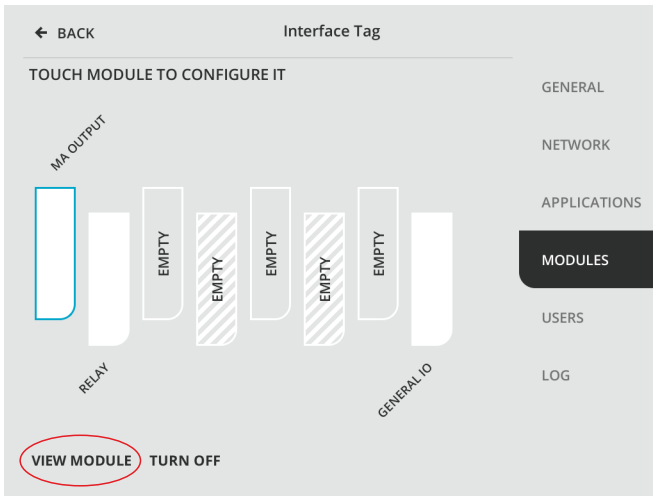 BACK
Interface Tag
TOUCH MODULE TO CONFIGURE IT
MA OUTPUT
EMPTY
EMPTY
EMPTY
EMPTY
EMPTY
RELAY
GENERAL IO
VIEW MODULE
TURN OFF
GENERAL
NETWORK
APPLICATIONS
MODULES
USERS
LOG